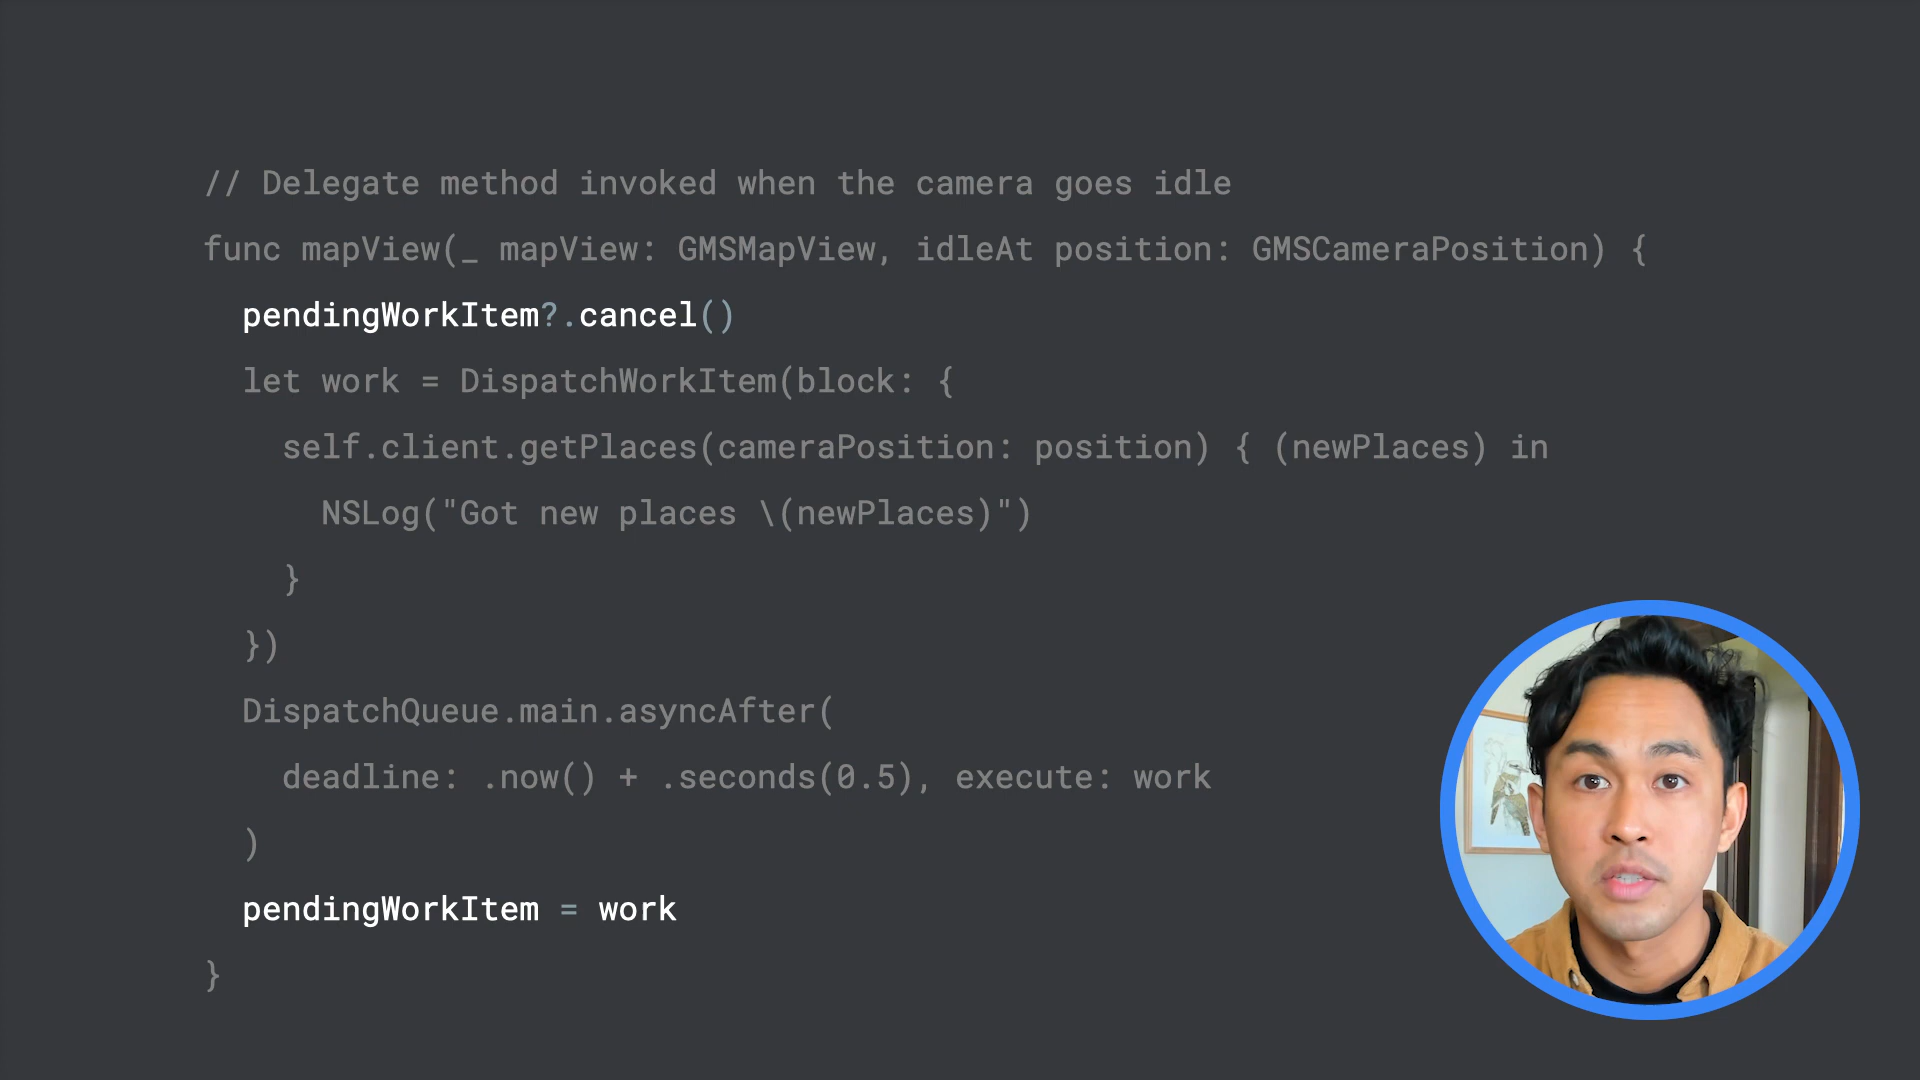 // Delegate method invoked when the camera goes idle
func mapView(_ mapView: GMSMapView, idleAt position: GMSCameraPosition) {
pendingWorkItem?.cancel()
let work = DispatchWorkItem(block: {
self.client.getPlaces(cameraPosition: position) { (newPlaces) in
NSLog("Got new places \(newPlaces)")
}
})
DispatchQueue.main.asyncAfter(
deadline: .now() + .seconds(0.5), execute: work
)
pendingWorkItem = work
}